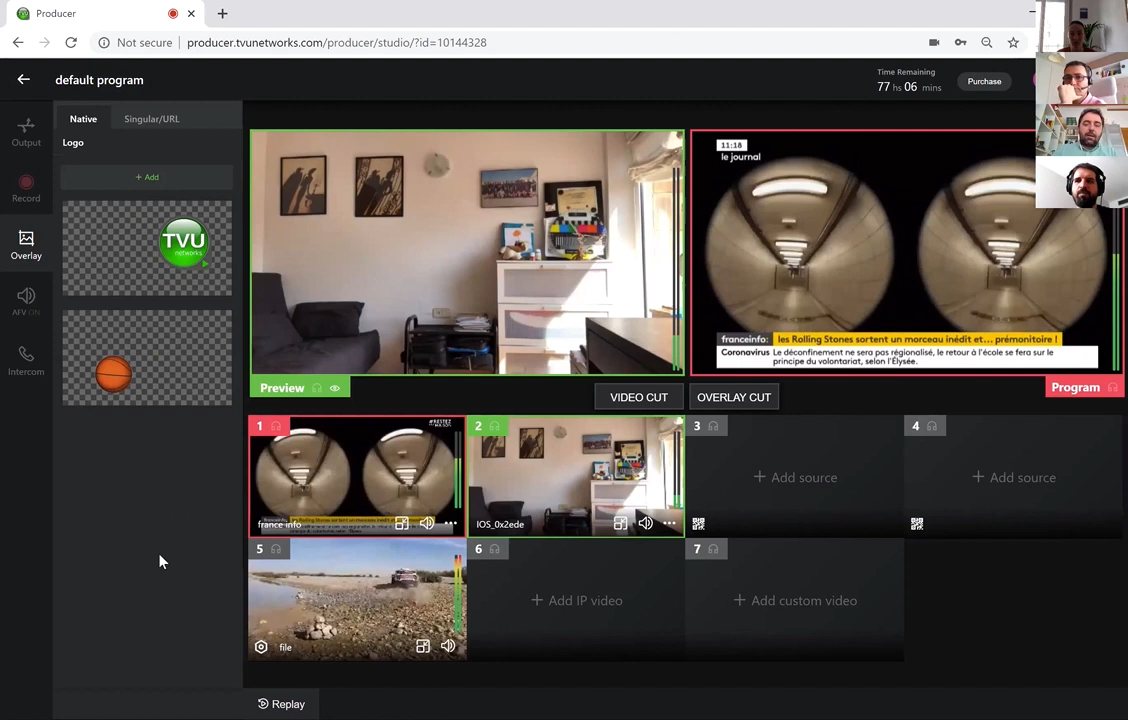 Producer
Not secure
producer.tvunetworks.com/producer/studio/?id=10144328
default program
Time Remaining
77 hs 06 mins
Purchase
Output
Record
Overlay
AFV ON
Intercom
Native
Singular/URL
Logo
+ Add
TVU
networks
11:18
le journal
franceinfo: les Rolling Stones sortent un morceau inédit et... prémonitoire !
Coronavirus Le déconfinement ne sera pas régionalisé, le retour à l'école se fera sur le
principe du volontariat, selon l'Élysée.
Preview
VIDEO CUT
OVERLAY CUT
Program
1
france info
2
IOS_0x2ede
3
+ Add source
4
+ Add source
5
file
6
+ Add IP video
7
+ Add custom video
Replay